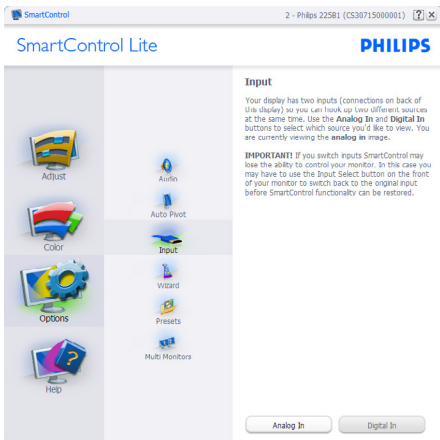 SmartControl
2 - Philips 225B1 (CS30715000001)
SmartControl Lite
PHILIPS
Adjust
Color
Options
Help
Audio
Auto Pivot
Input
Wizard
Presets
Multi Monitors
Input
Your display has two inputs (connections on back of
this display) so you can hook up two different sources
at the same time. Use the Analog In and Digital In
buttons to select which source you'd like to view. You
are currently viewing the analog in image.
IMPORTANT! If you switch inputs SmartControl may
lose the ability to control your monitor. In this case you
may have to use the Input Select button on the front
of your monitor to switch back to the original input
before SmartControl functionality can be restored.
Analog In
Digital In